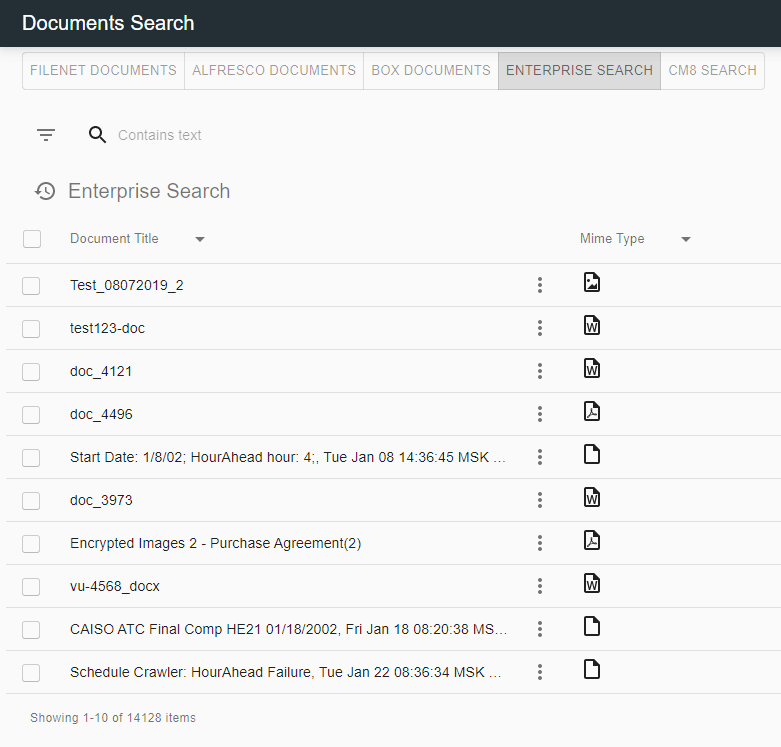 Documents Search
FILENET DOCUMENTS ALFRESCO DOCUMENTS BOX DOCUMENTS ENTERPRISE SEARCH CM8 SEARCH
Contains text
Enterprise Search
Document Title Mime Type
Test_08072019_2
test123-doc
W
doc_4121
W
doc_4496
Start Date: 1/8/02; HourAhead hour: 4;, Tue Jan 08 14:36:45 MSK ...
doc_3973
W
Encrypted Images 2 - Purchase Agreement(2)
vu-4568_docx
W
CAISO ATC Final Comp HE21 01/18/2002, Fri Jan 18 08:20:38 MS...
Schedule Crawler: HourAhead Failure, Tue Jan 22 08:36:34 MSK ...
Showing 1-10 of 14128 items